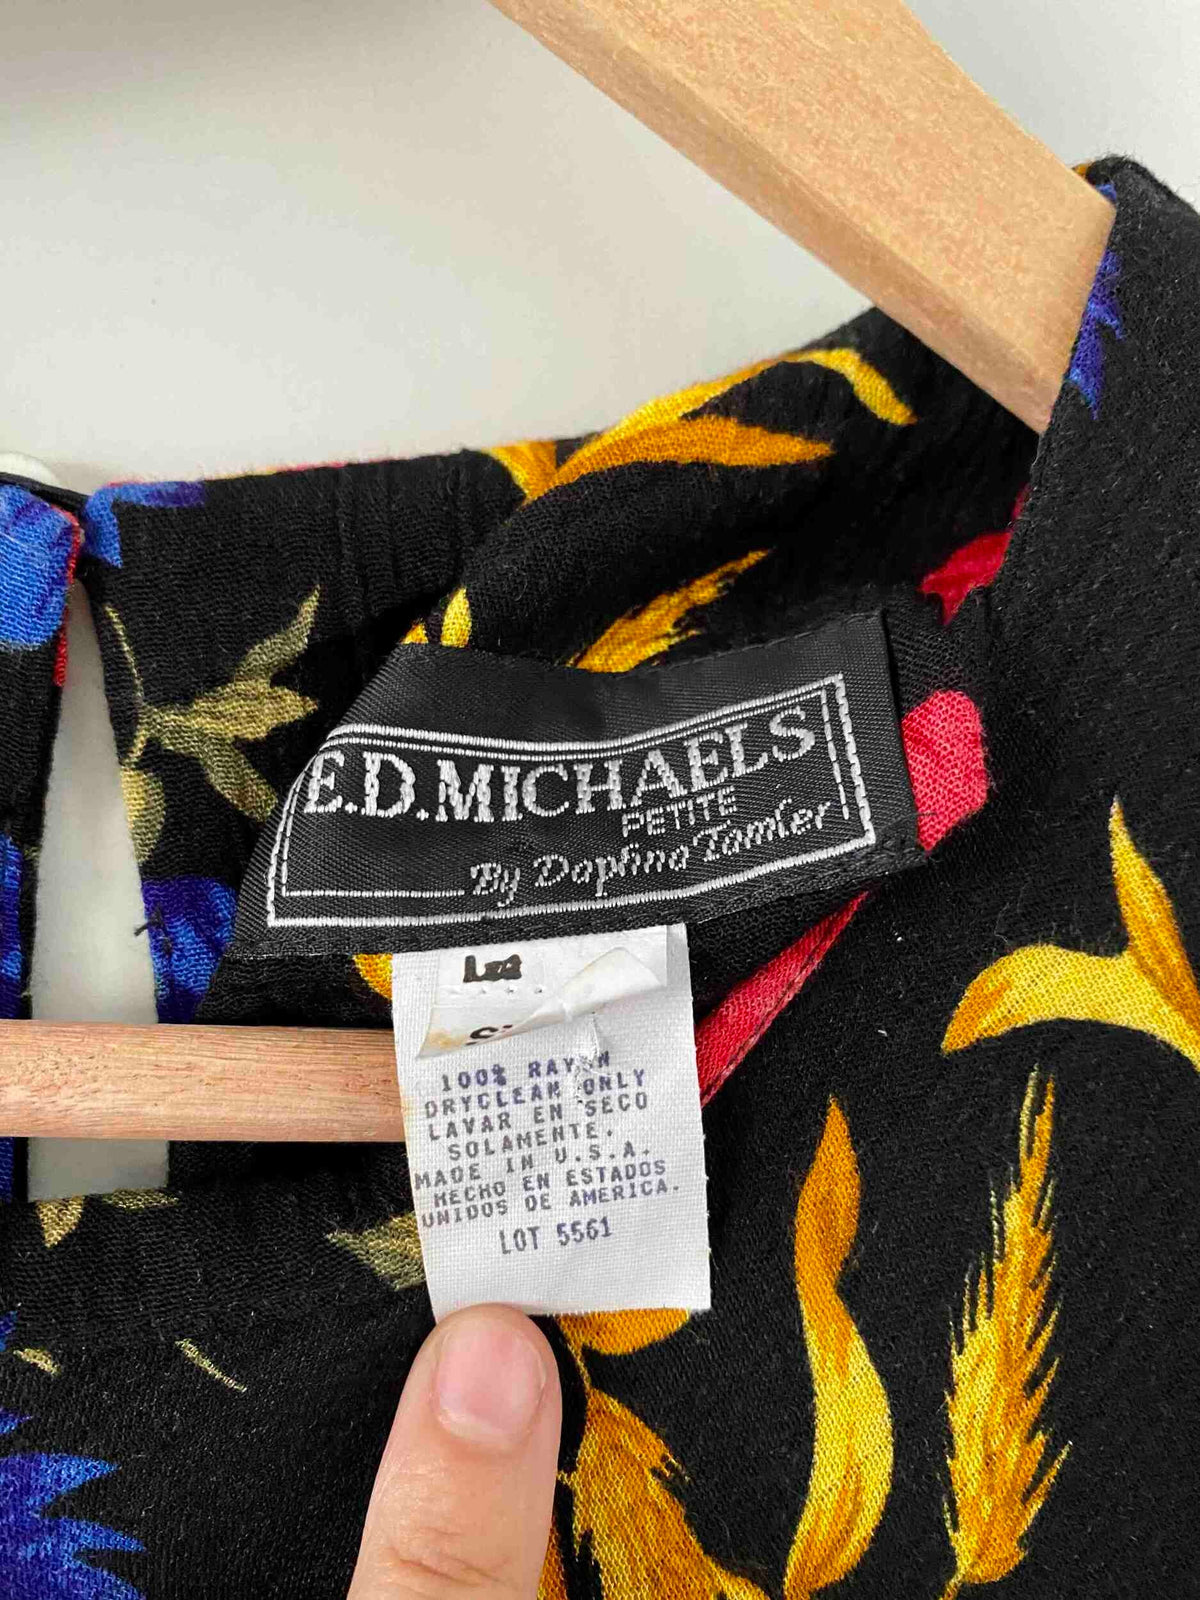 E.D.MICHAELS
PETITE
By Daphne Tamler
100% RAYON
DRYCLEAN ONLY
LAVAR EN SECO
SOLAMENTE.
MADE IN U.S.A.
HECHO EN ESTADOS
UNIDOS DE AMERICA.
LOT 5561